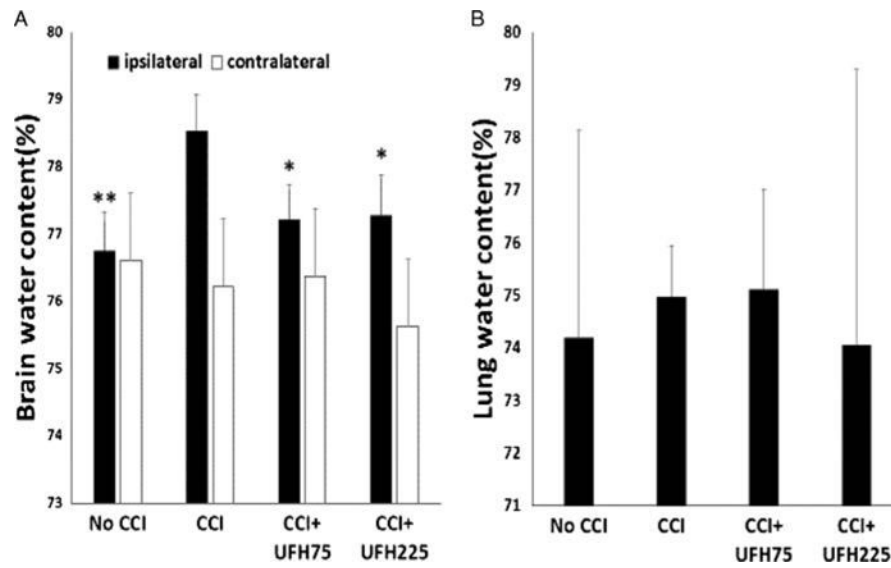 A
Brain water content(%)
80
79
78
77
76
75
74
73
ipsilateral contralateral
**
*
*
No CCI CCI CCI+ CCI+
UFH75 UFH225
B
Lung water content(%)
80
79
78
77
76
75
74
73
72
71
No CCI CCI CCI+ CCI+
UFH75 UFH225